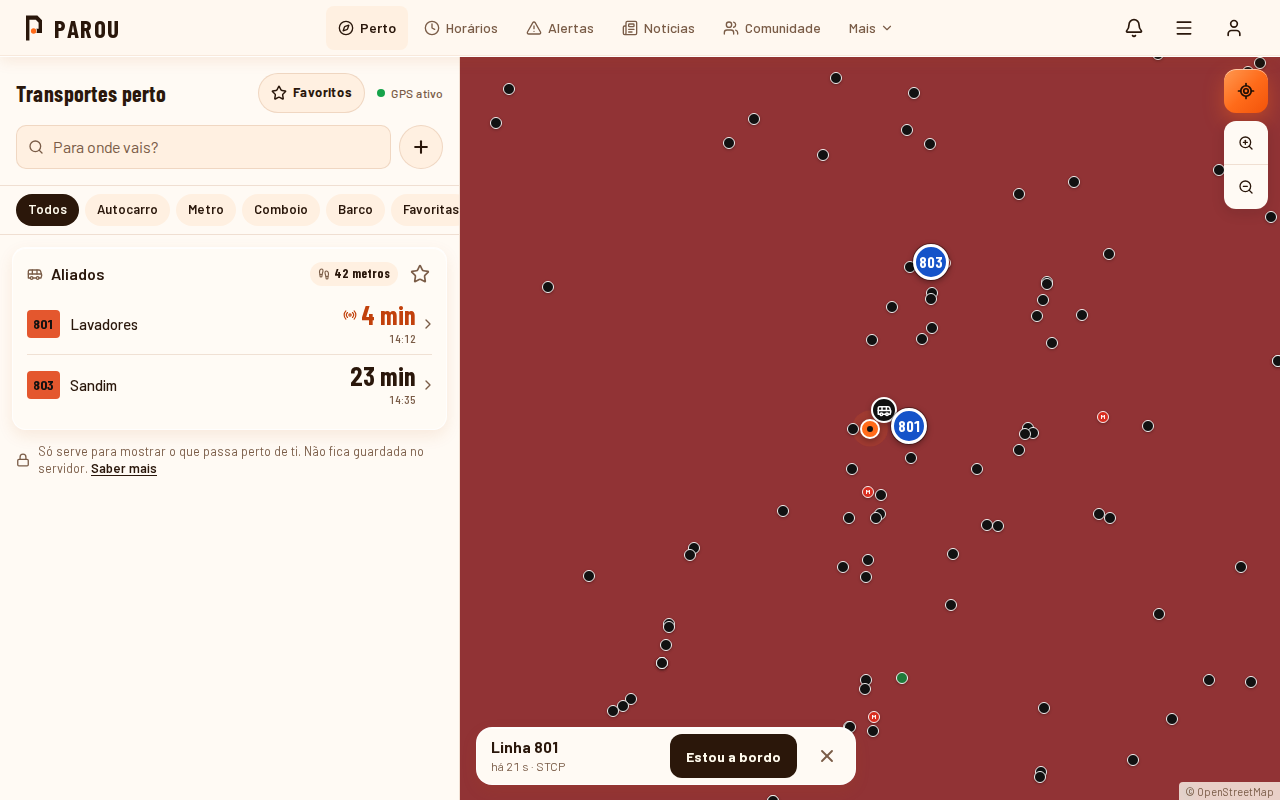 PAROU
Perto
Horários
Alertas
Notícias
Comunidade
Mais
Transportes perto
Favoritos
GPS ativo
Para onde vais?
Todos
Autocarro
Metro
Comboio
Barco
Favoritas
Aliados
42 metros
801
Lavadores
4 min
14:12
803
Sandim
23 min
14:35
Só serve para mostrar o que passa perto de ti. Não fica guardada no
servidor. Saber mais
803
801
M
M
M
Linha 801
há 21 s · STCP
Estou a bordo
© OpenStreetMap